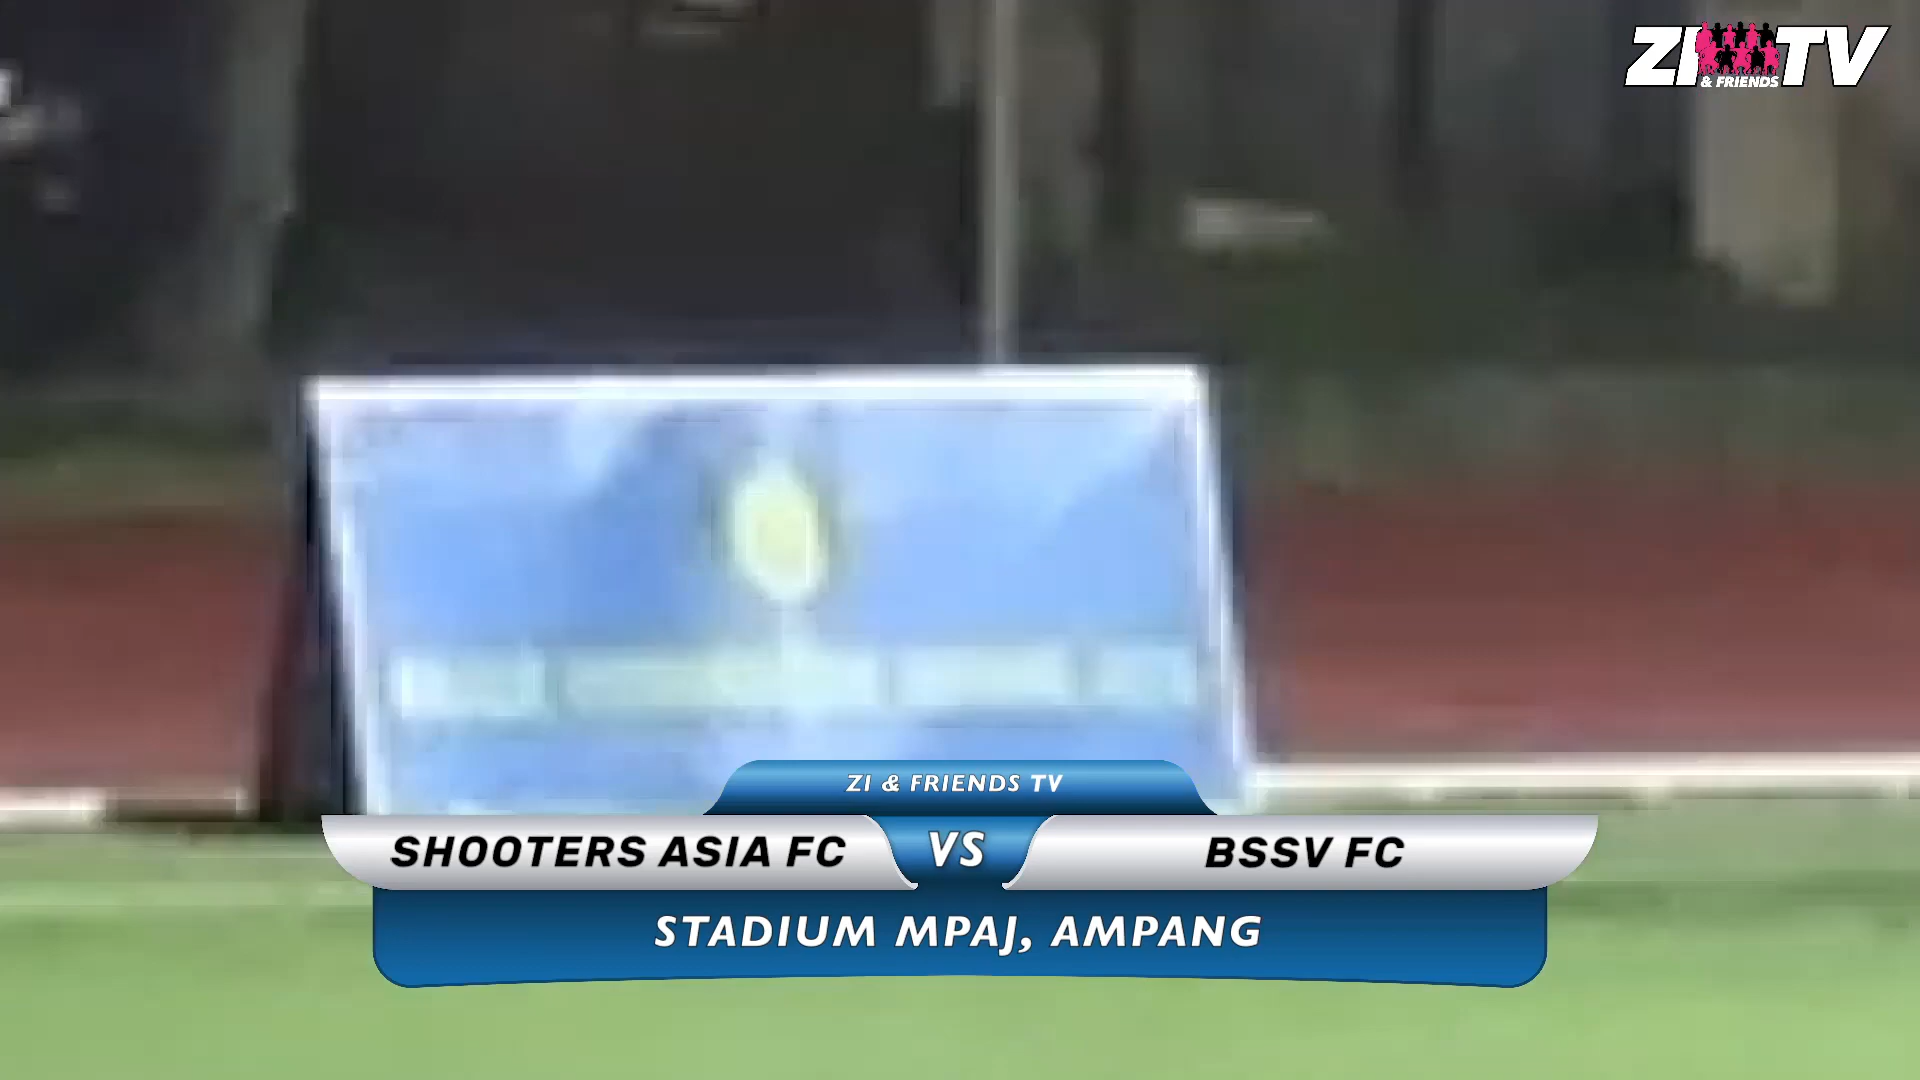 ZI TV
& FRIENDS
ZI & FRIENDS TV
SHOOTERS ASIA FC VS BSSV FC
STADIUM MPAJ, AMPANG